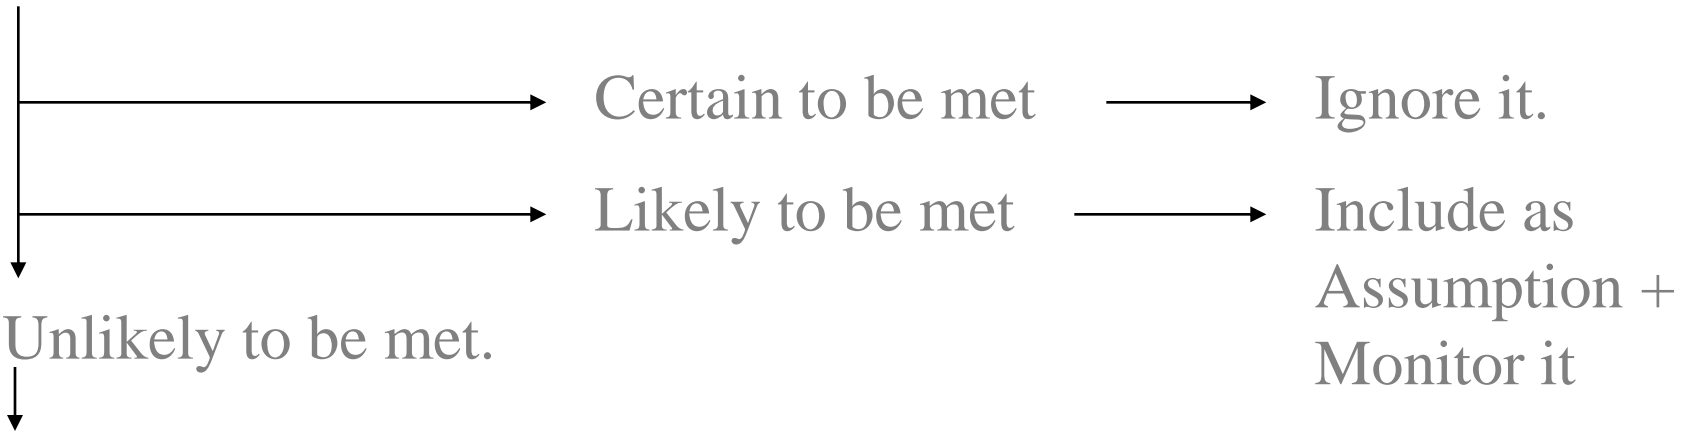 Certain to be met
Ignore it.
Likely to be met
Include as
Assumption +
Monitor it
Unlikely to be met.